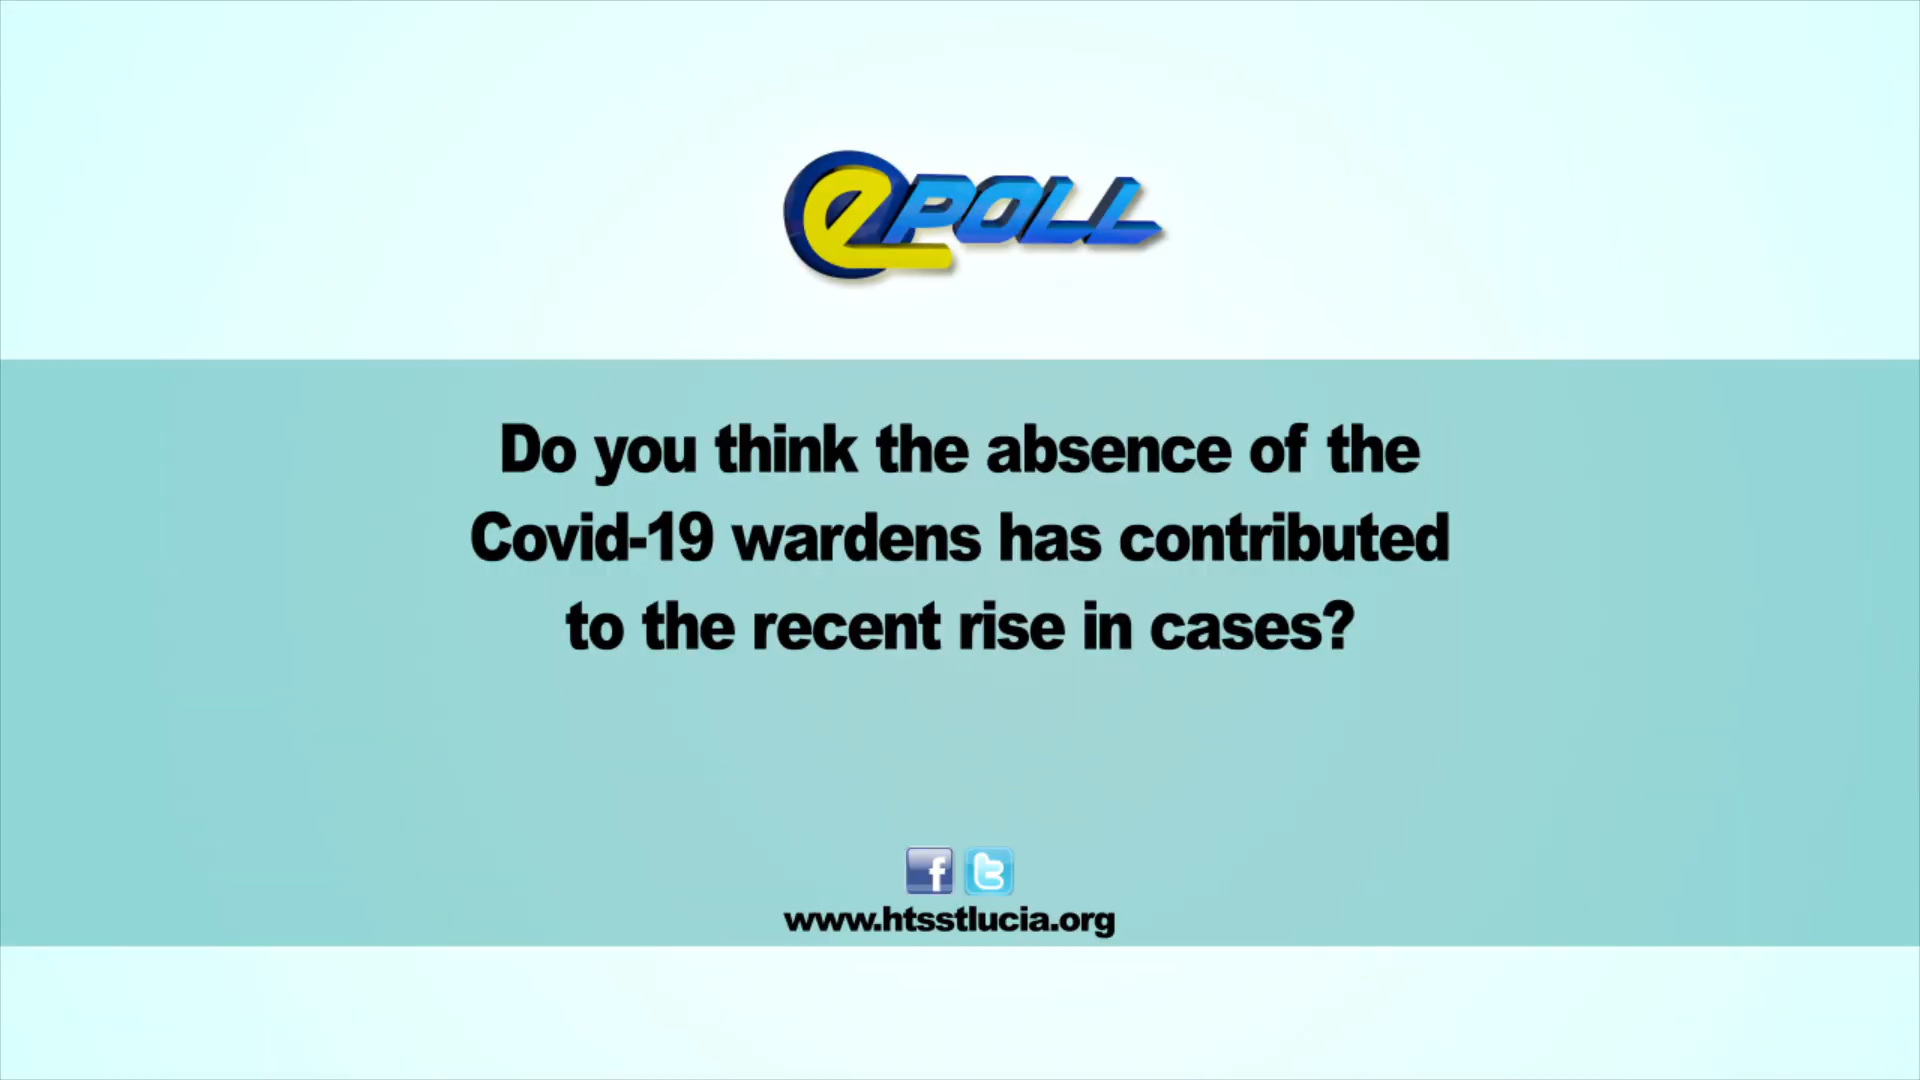 ePOLL
Do you think the absence of the
Covid-19 wardens has contributed
to the recent rise in cases?
f t
www.htsstlucia.org